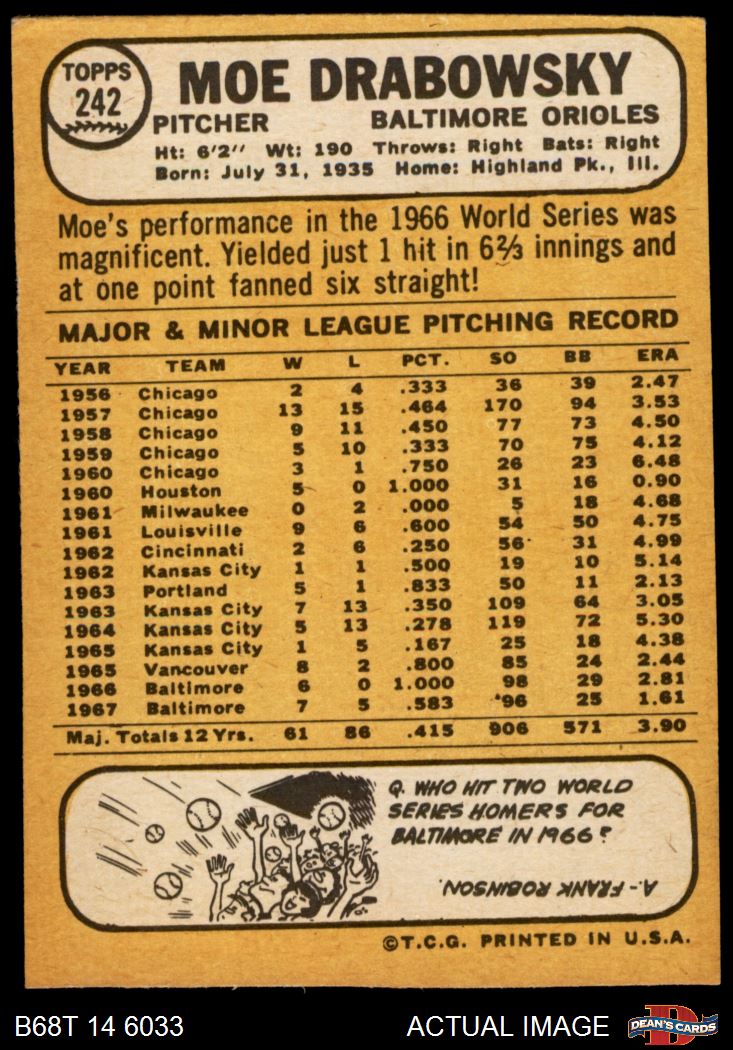 TOPPS
242
MOE DRABOWSKY
PITCHER BALTIMORE ORIOLES
Ht: 6'2" Wt: 190 Throws: Right Bats: Right
Born: July 31, 1935 Home: Highland Pk., Ill.
Moe's performance in the 1966 World Series was
magnificent. Yielded just 1 hit in 6⅔ innings and
at one point fanned six straight!
MAJOR & MINOR LEAGUE PITCHING RECORD
YEAR TEAM W L PCT. SO BB ERA
1956 Chicago 2 4 .333 36 39 2.47
1957 Chicago 13 15 .464 170 94 3.53
1958 Chicago 9 11 .450 77 73 4.50
1959 Chicago 5 10 .333 70 75 4.12
1960 Chicago 3 1 .750 26 23 6.48
1960 Houston 5 0 1.000 31 16 0.90
1961 Milwaukee 0 2 .000 5 18 4.68
1961 Louisville 9 6 .600 54 50 4.75
1962 Cincinnati 2 6 .250 56 31 4.99
1962 Kansas City 1 1 .500 19 10 5.14
1963 Portland 5 1 .833 50 11 2.13
1963 Kansas City 7 13 .350 109 64 3.05
1964 Kansas City 5 13 .278 119 72 5.30
1965 Kansas City 1 5 .167 25 18 4.38
1965 Vancouver 8 2 .800 85 24 2.44
1966 Baltimore 6 0 1.000 98 29 2.81
1967 Baltimore 7 5 .583 96 25 1.61
Maj. Totals 12 Yrs. 61 86 .415 906 571 3.90
Q. WHO HIT TWO WORLD
SERIES HOMERS FOR
BALTIMORE IN 1966?
A- FRANK ROBINSON.
©T.C.G. PRINTED IN U.S.A.
B68T 14 6033 ACTUAL IMAGE DEAN'S CARDS